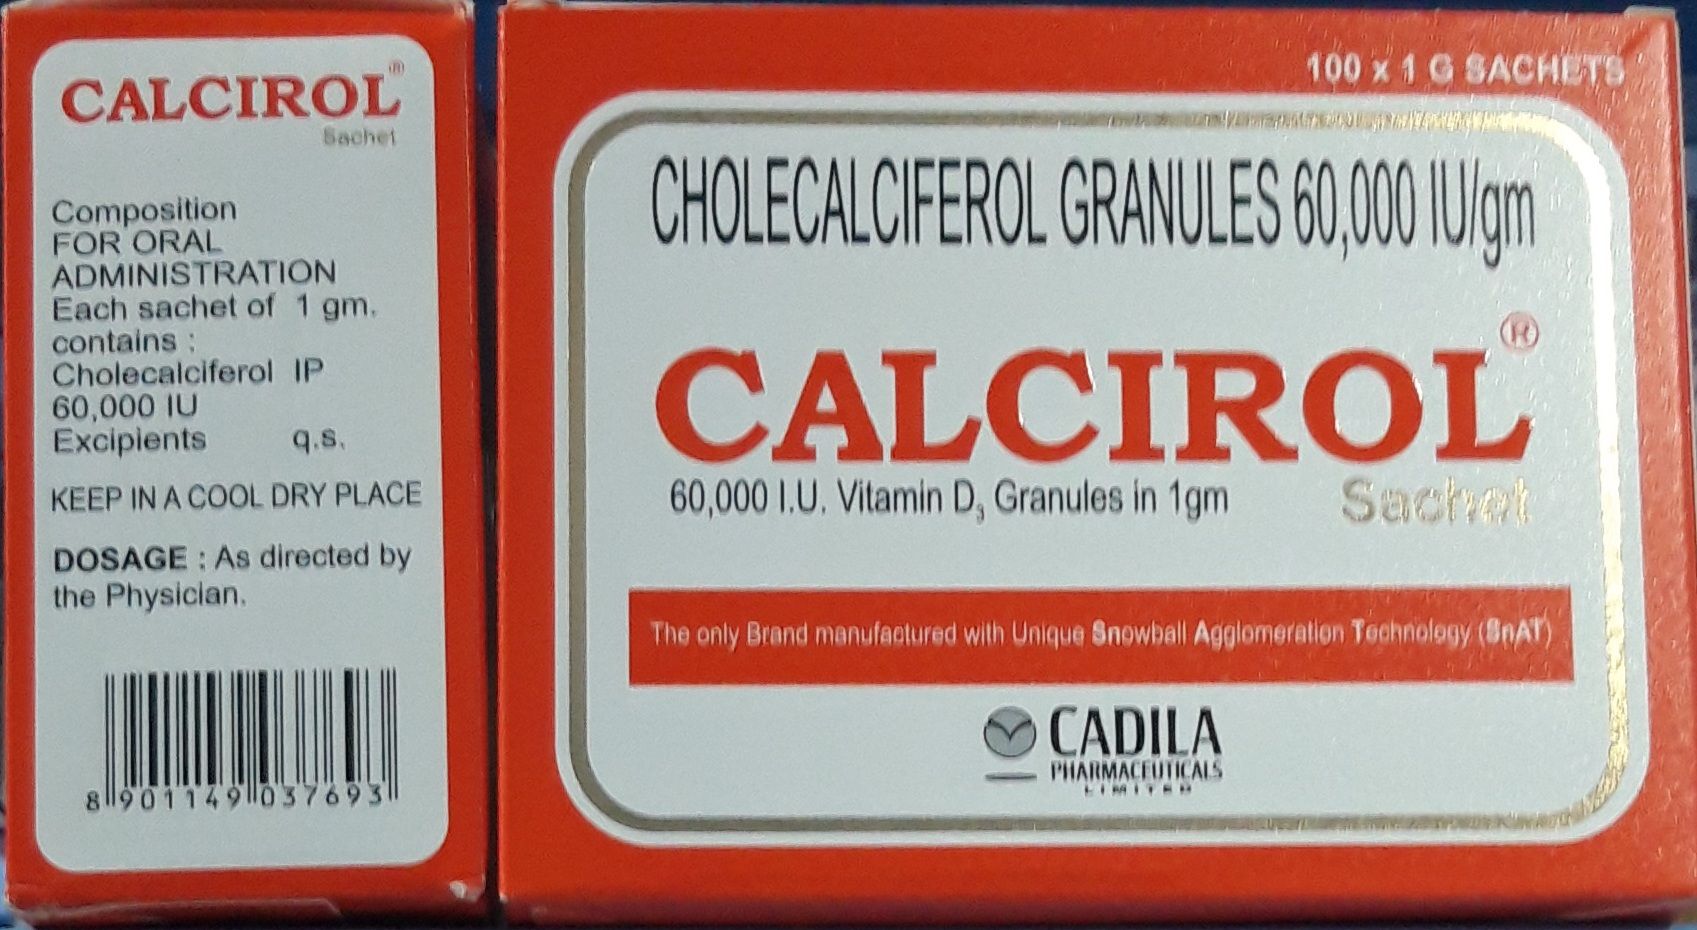 CALCIROL®
Sachet
Composition
FOR ORAL
ADMINISTRATION
Each sachet of 1 gm.
contains :
Cholecalciferol IP
60,000 IU
Excipients q.s.
KEEP IN A COOL DRY PLACE
DOSAGE : As directed by
the Physician.
8 901149 037693
100 x 1 G SACHETS
CHOLECALCIFEROL GRANULES 60,000 IU/gm
CALCIROL®
60,000 I.U. Vitamin D₃ Granules in 1gm
Sachet
The only Brand manufactured with Unique Snowball Agglomeration Technology (SnAT)
CADILA
PHARMACEUTICALS
LIMITED